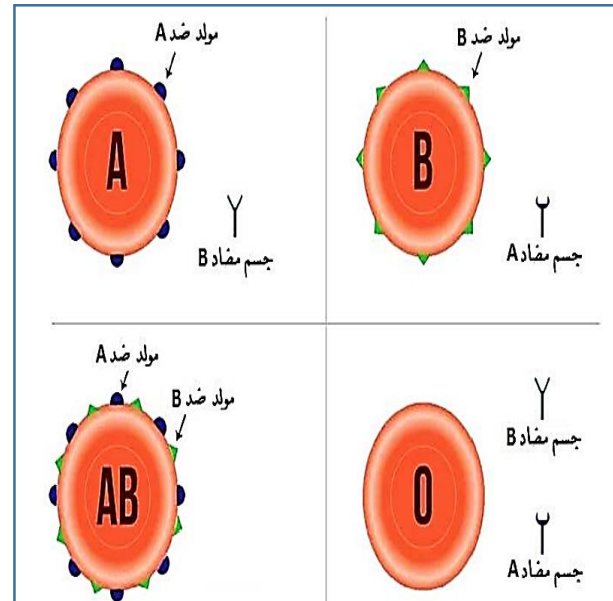 مولد ضد A
A
جسم مضاد B
مولد ضد B
B
جسم مضاد A
مولد ضد A
مولد ضد B
AB
جسم مضاد B
O
جسم مضاد A